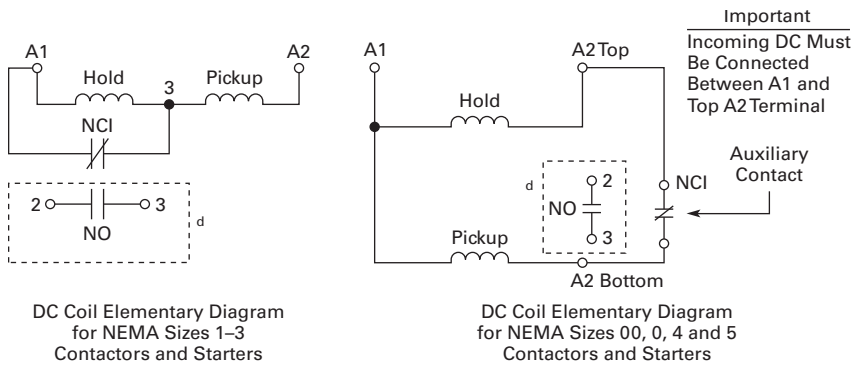 Important
Incoming DC Must
Be Connected
Between A1 and
Top A2 Terminal
A1
A2
Hold
3
Pickup
NCI
2
3
NO
d
DC Coil Elementary Diagram
for NEMA Sizes 1–3
Contactors and Starters
A1
A2 Top
Hold
Auxiliary
Contact
NCI
d
2
NO
3
Pickup
A2 Bottom
DC Coil Elementary Diagram
for NEMA Sizes 00, 0, 4 and 5
Contactors and Starters